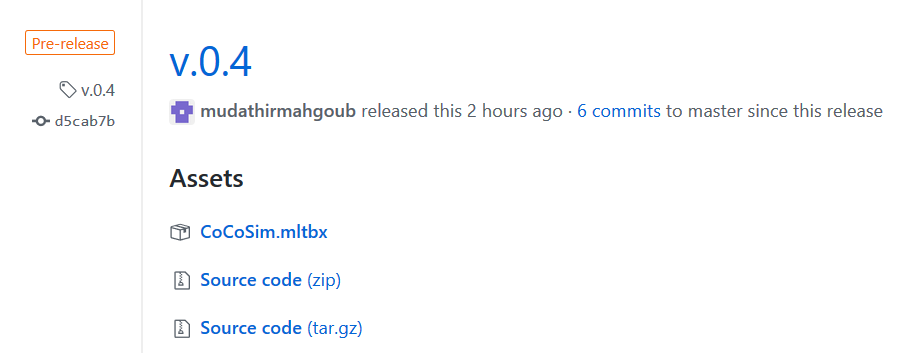 Pre-release
v.0.4
d5cab7b
v.0.4
mudathirmahgoub released this 2 hours ago · 6 commits to master since this release
Assets
CoCoSim.mltbx
Source code (zip)
Source code (tar.gz)